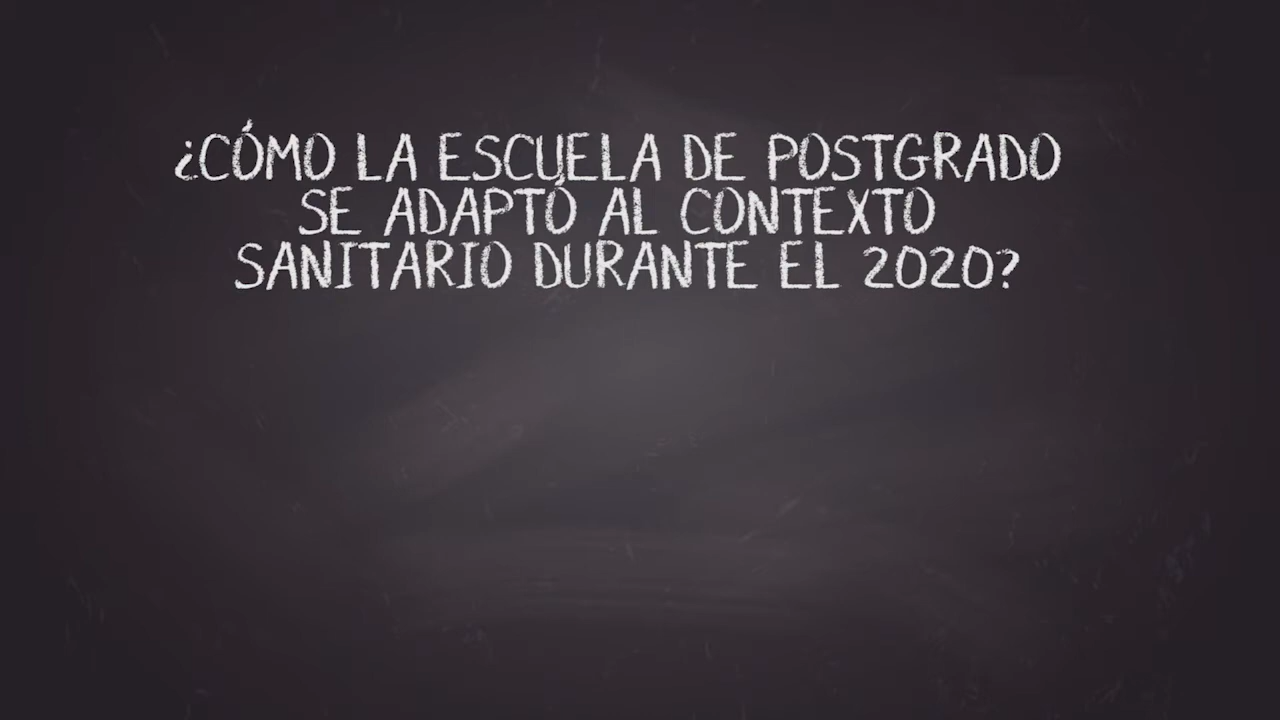 ¿CÓMO LA ESCUELA DE POSTGRADO
SE ADAPTÓ AL CONTEXTO
SANITARIO DURANTE EL 2020?